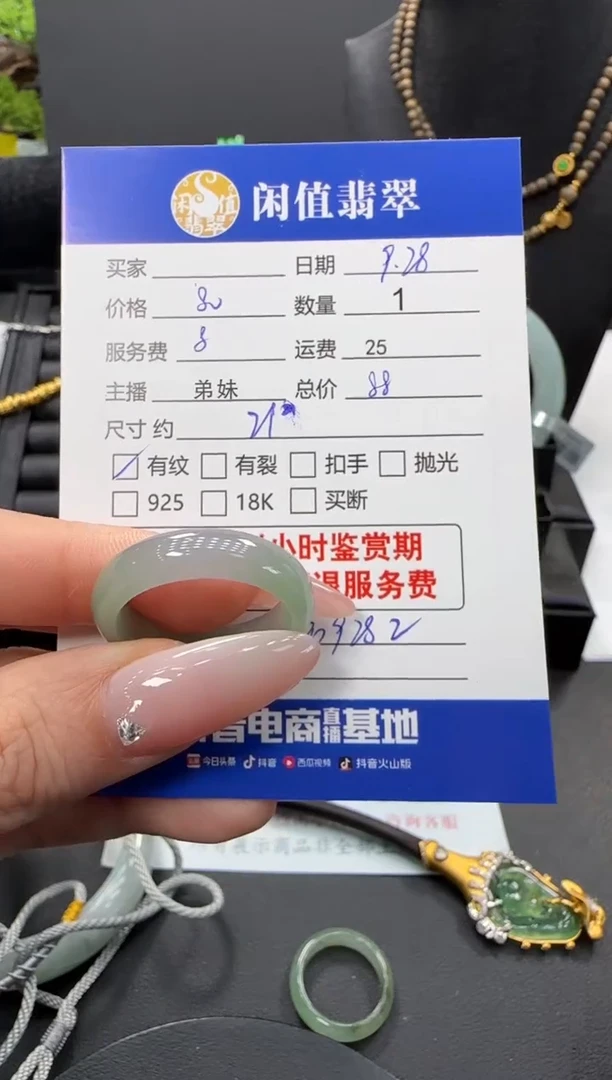 闲值翡翠
买家 日期 9.28
价格 80 数量 1
服务费 8 运费 25
主播 弟妹 总价 88
尺寸约 21
有纹 有裂 扣手 抛光
925 18K 买断
小时鉴赏期
退服务费
电商直播基地
今日头条 抖音 西瓜视频 抖音火山版